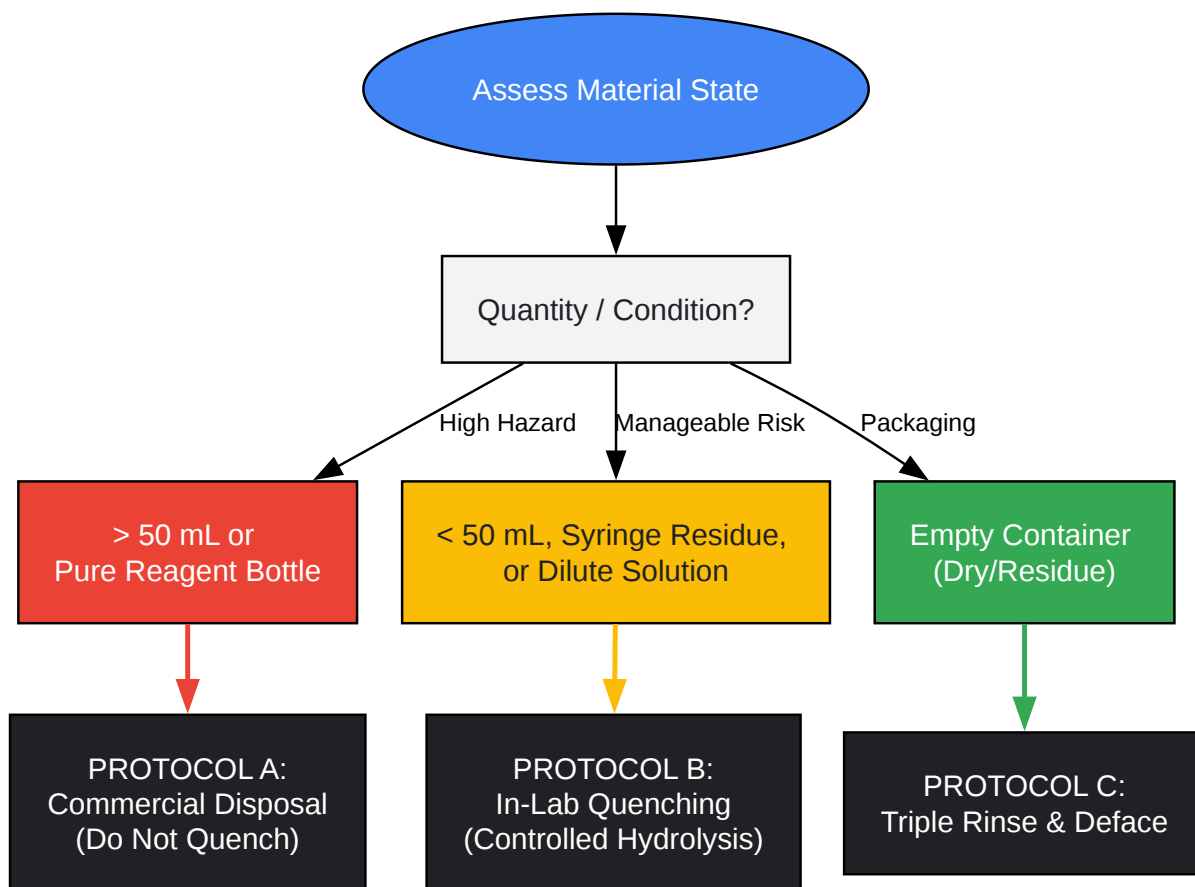 Assess Material State
Quantity / Condition?
High Hazard
Manageable Risk
Packaging
> 50 mL or
Pure Reagent Bottle
< 50 mL, Syringe Residue,
or Dilute Solution
Empty Container
(Dry/Residue)
PROTOCOL A:
Commercial Disposal
(Do Not Quench)
PROTOCOL B:
In-Lab Quenching
(Controlled Hydrolysis)
PROTOCOL C:
Triple Rinse & Deface